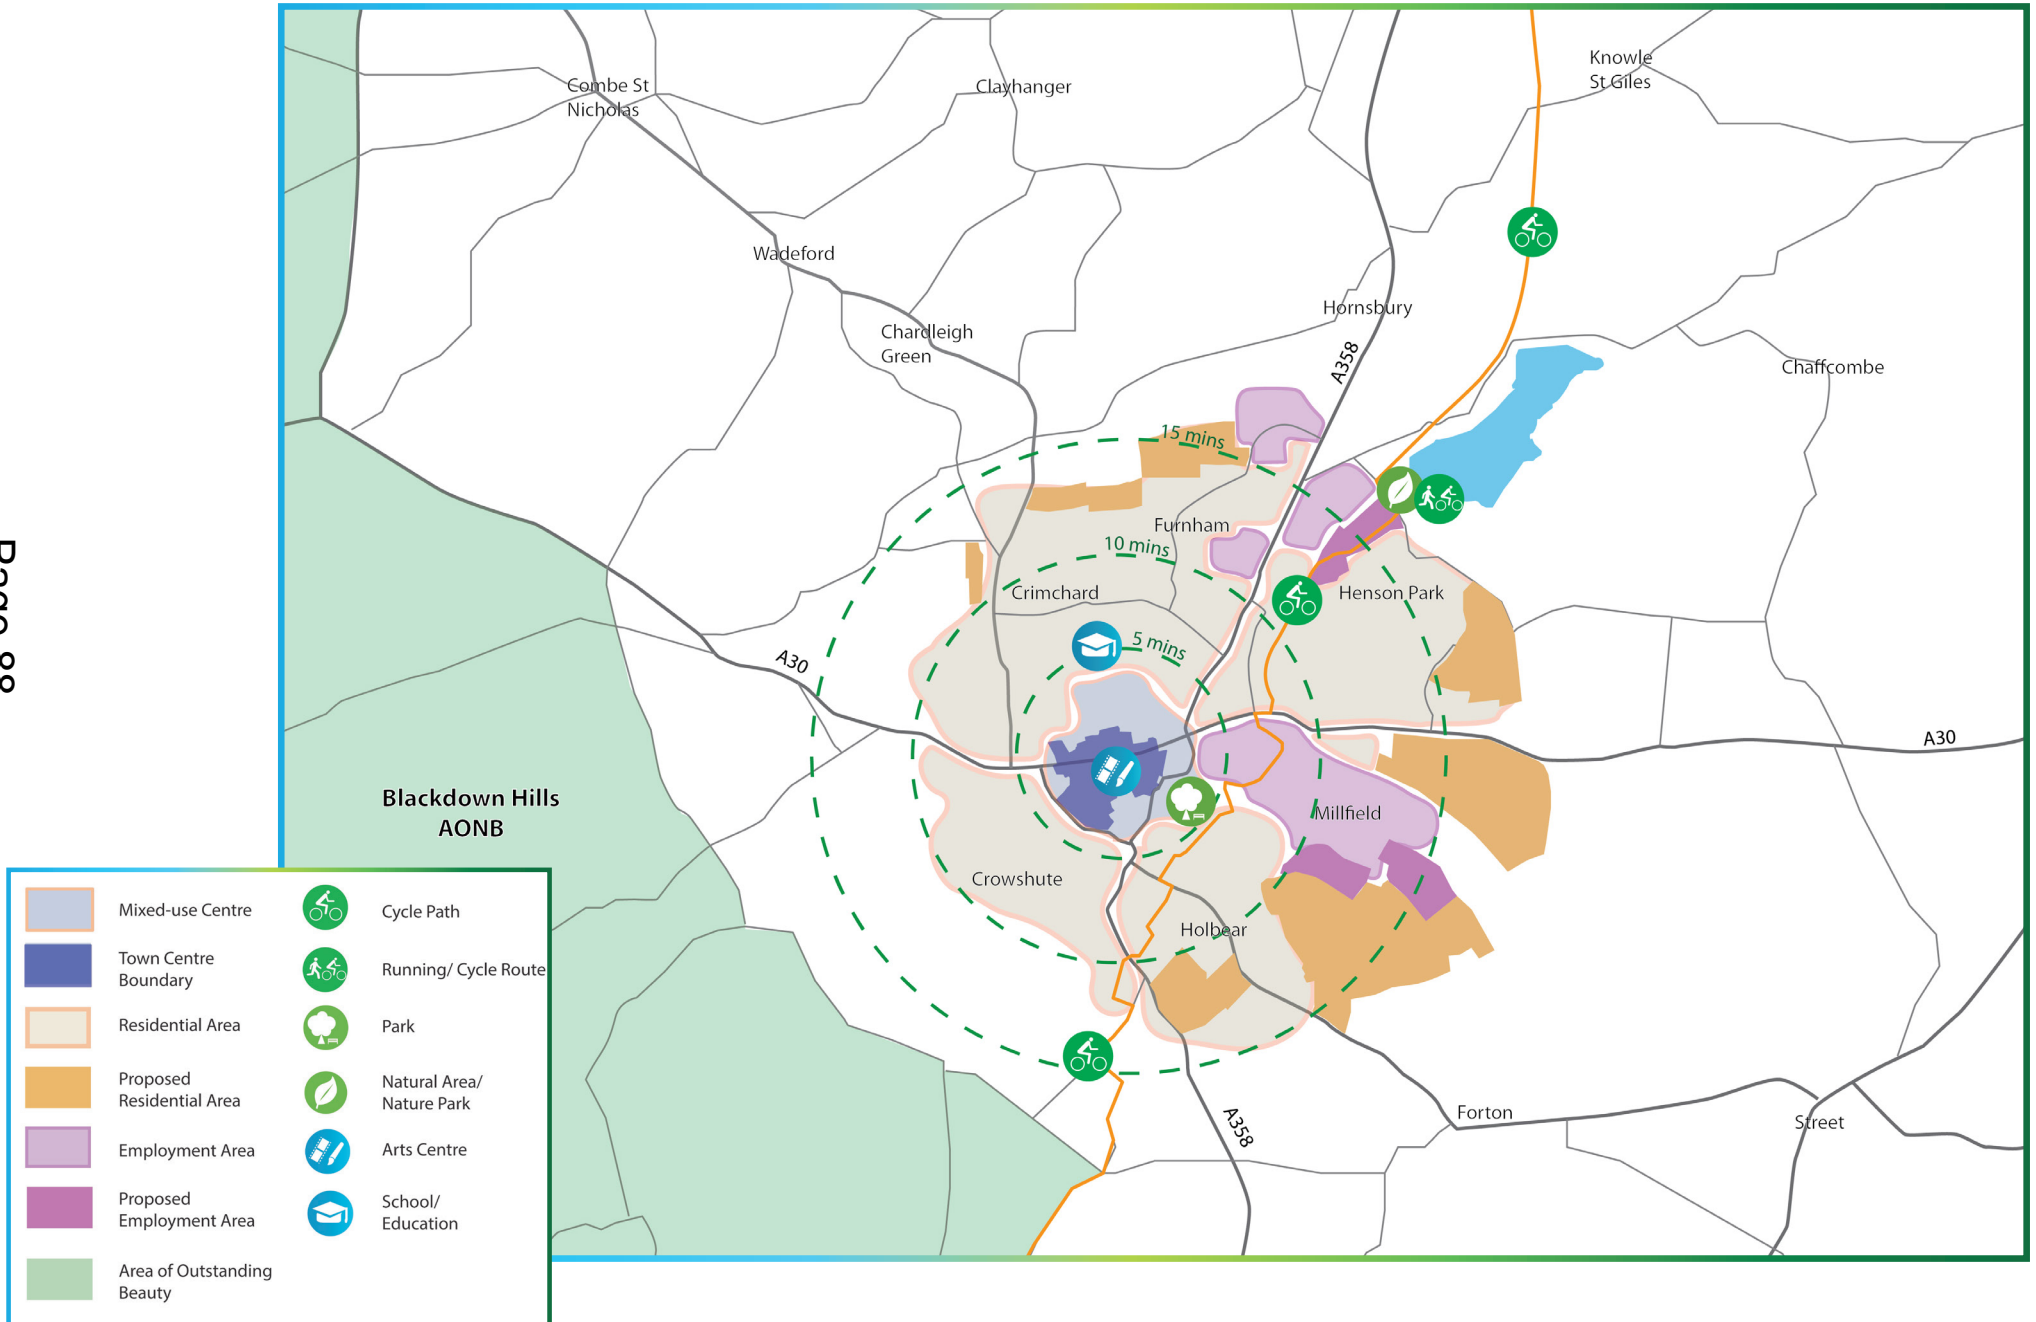 Knowle
St Giles
Combe St
Nicholas
Clayhanger
Wadeford
Hornsbury
Chardleigh
Green
A358
Chaffcombe
15 mins
Furnham
10 mins
Crimchard
Henson Park
5 mins
A30
A30
Blackdown Hills
AONB
Millfield
Crowshute
Holbear
Forton
Street
A358
Mixed-use Centre
Town Centre
Boundary
Residential Area
Proposed
Residential Area
Employment Area
Proposed
Employment Area
Area of Outstanding
Beauty
Cycle Path
Running/ Cycle Route
Park
Natural Area/
Nature Park
Arts Centre
School/
Education
Page 88